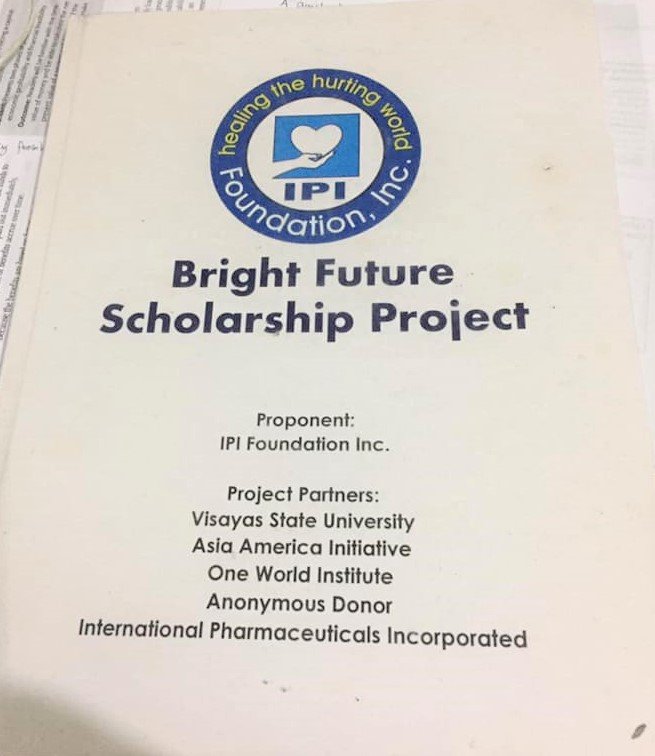 healing the hurting world
IPI
Foundation, Inc.
Bright Future
Scholarship Project
Proponent:
IPI Foundation Inc.
Project Partners:
Visayas State University
Asia America Initiative
One World Institute
Anonymous Donor
International Pharmaceuticals Incorporated